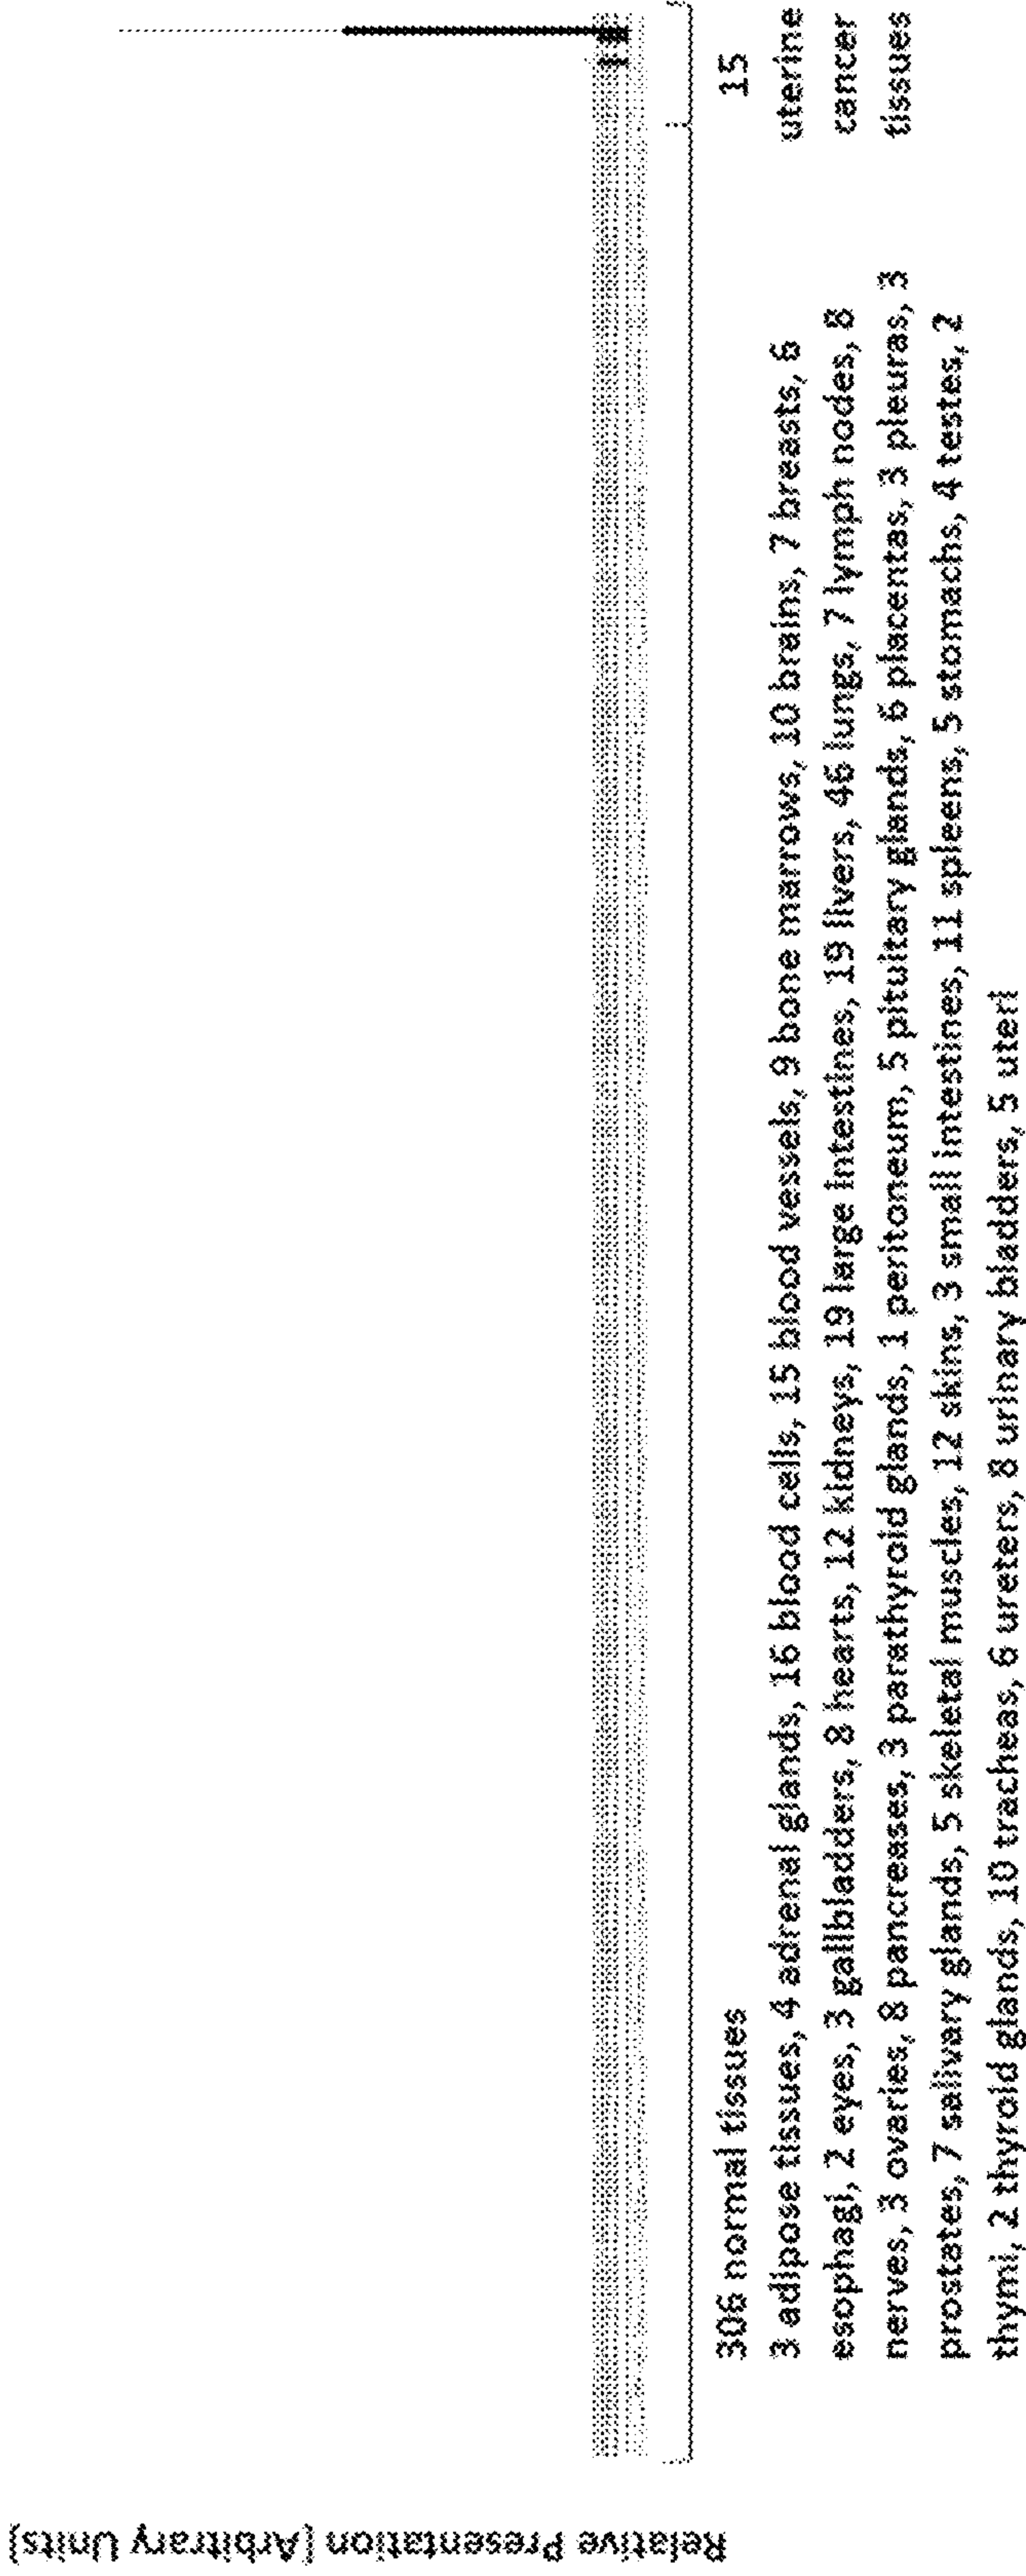 Relative Presentation [Arbitrary Units]
306 normal tissues
3 adipose tissues, 4 adrenal glands, 16 blood cells, 15 blood vessels, 9 bone marrows, 10 brains, 7 breasts, 6
esophagi, 2 eyes, 3 gallbladders, 8 hearts, 12 kidneys, 19 large intestines, 19 livers, 46 lungs, 7 lymph nodes, 8
nerves, 3 ovaries, 8 pancreases, 3 parathyroid glands, 1 peritoneum, 5 pituitary glands, 6 placentas, 3 pleuras, 3
prostates, 7 salivary glands, 5 skeletal muscles, 12 skins, 3 small intestines, 11 spleens, 5 stomachs, 4 testes, 2
thymi, 2 thyroid glands, 10 tracheas, 6 ureters, 8 urinary bladders, 5 uteri
15
uterine
cancer
tissues